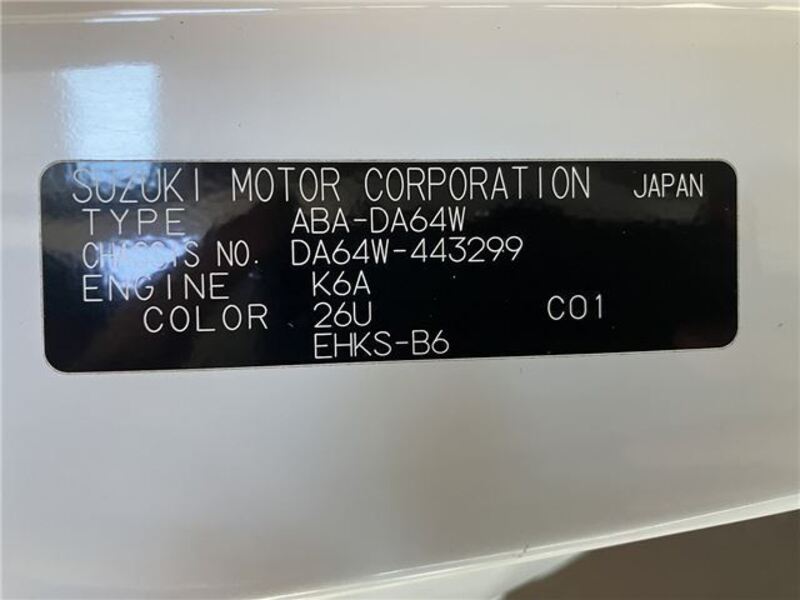 SUZUKI MOTOR CORPORATION JAPAN
TYPE ABA-DA64W
CHASSIS NO. DA64W-443299
ENGINE K6A
COLOR 26U C01
EHKS-B6